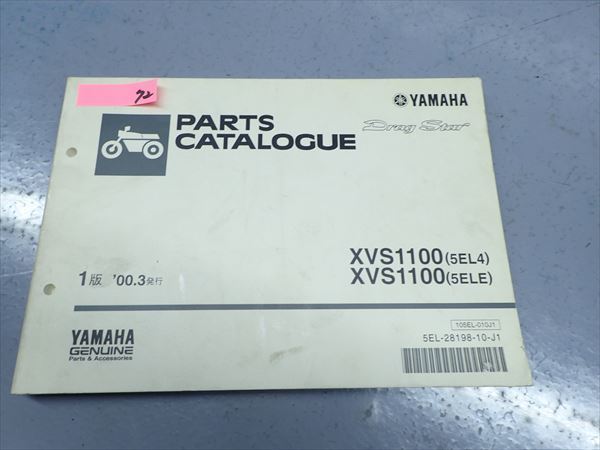 72
YAMAHA
PARTS
CATALOGUE
Drag Star
XVS1100(5EL4)
XVS1100(5ELE)
1版 '00.3発行
105EL-010J1
5EL-28198-10-J1
YAMAHA
GENUINE
Parts & Accessories